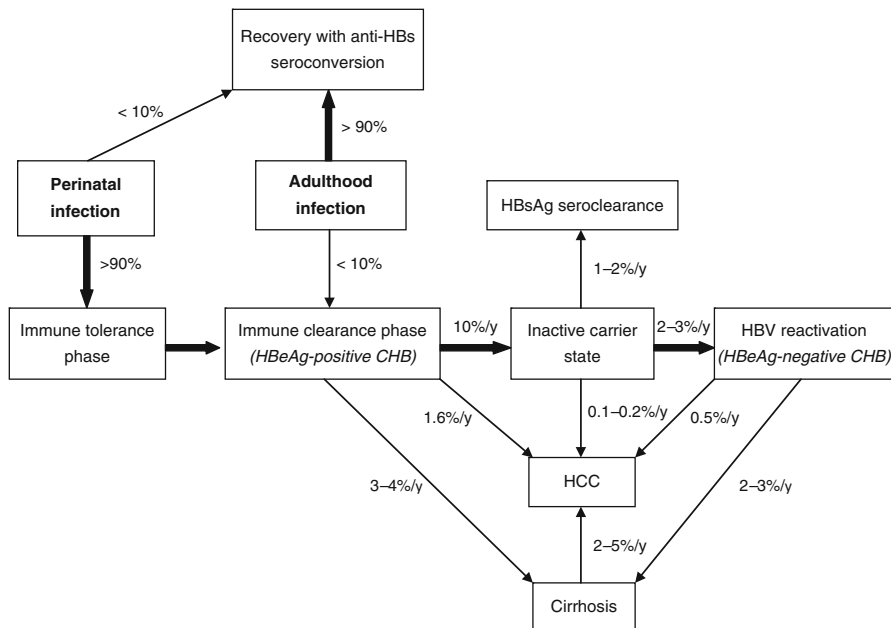 Recovery with anti-HBs
seroconversion
< 10%
> 90%
Perinatal
infection
Adulthood
infection
HBsAg seroclearance
>90%
< 10%
1–2%/y
Immune tolerance
phase
Immune clearance phase
(HBeAg-positive CHB)
10%/y
Inactive carrier
state
2–3%/y
HBV reactivation
(HBeAg-negative CHB)
1.6%/y
0.1–0.2%/y
0.5%/y
HCC
3–4%/y
2–3%/y
2–5%/y
Cirrhosis